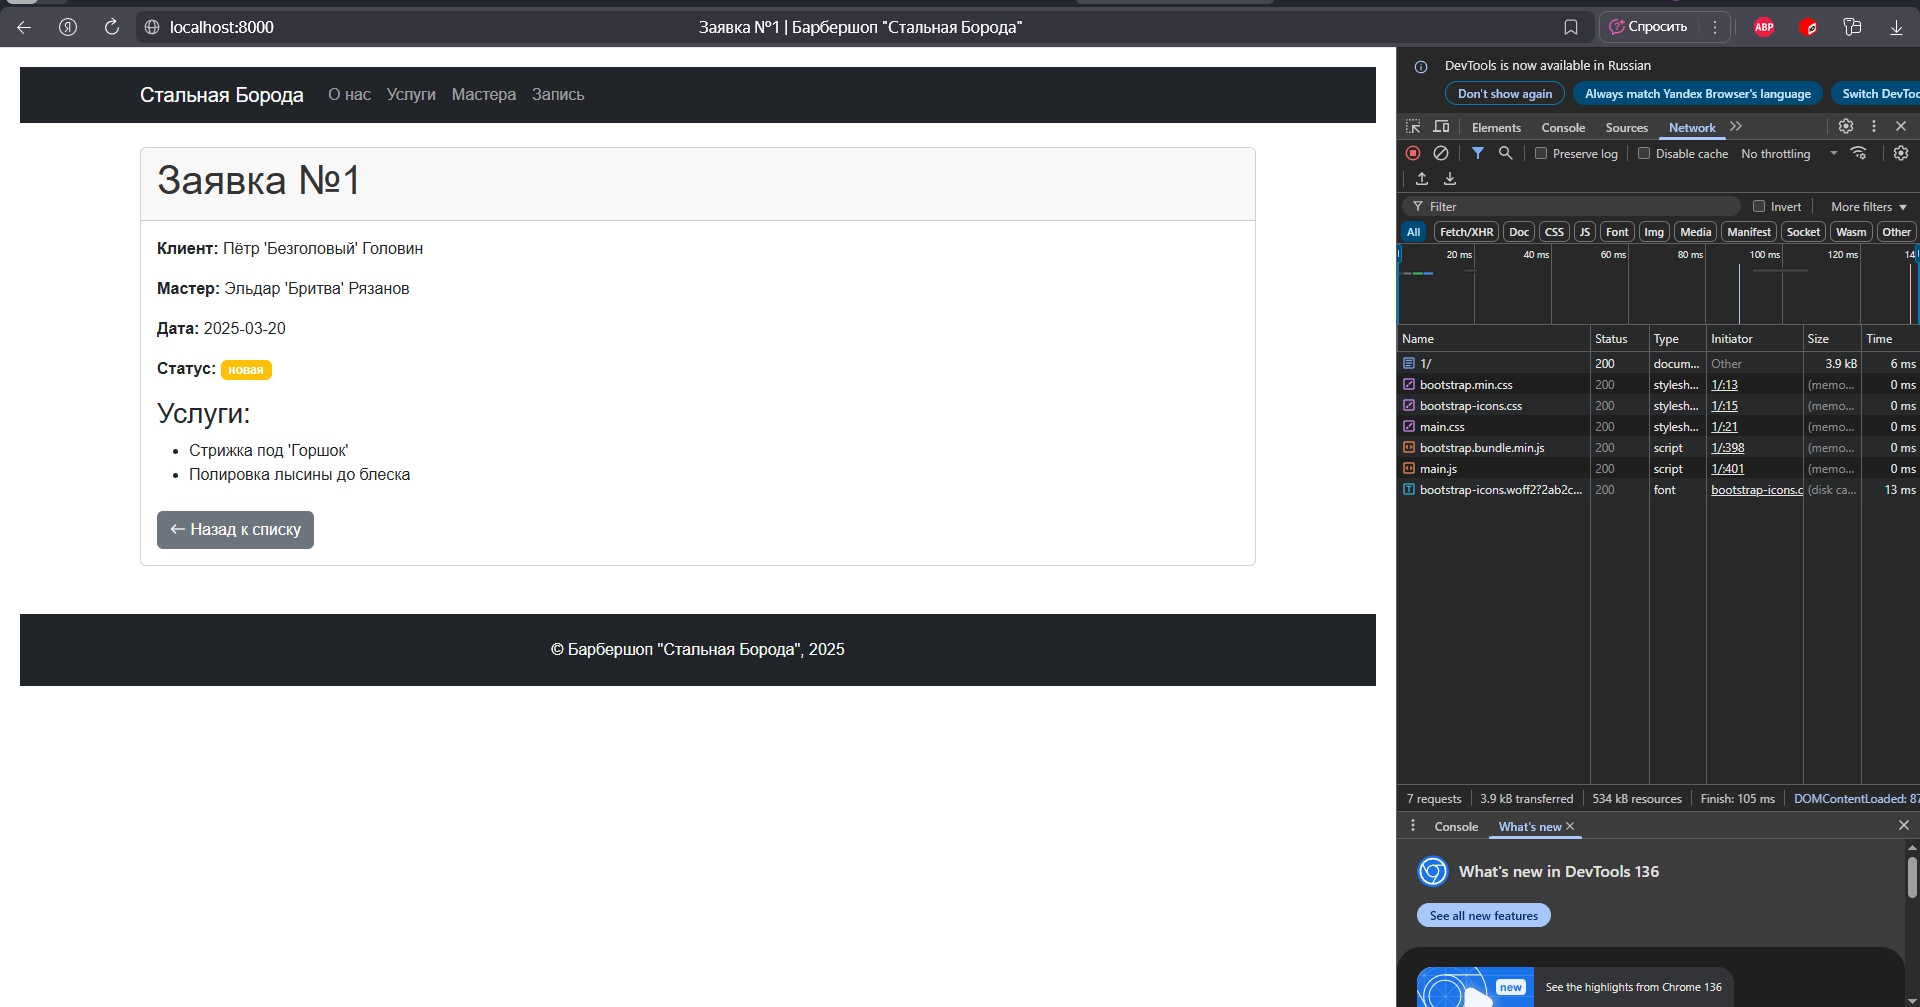 localhost:8000
Заявка №1 | Барбершоп "Стальная Борода"
Спросить
ABP
Стальная Борода О нас Услуги Мастера Запись
Заявка №1
Клиент: Пётр 'Безголовый' Головин
Мастер: Эльдар 'Бритва' Рязанов
Дата: 2025-03-20
Статус: новая
Услуги:
Стрижка под 'Горшок'
Полировка лысины до блеска
← Назад к списку
© Барбершоп "Стальная Борода", 2025
DevTools is now available in Russian
Don't show again Always match Yandex Browser's language Switch DevToo
Elements Console Sources Network
Preserve log Disable cache No throttling
Filter Invert More filters
All Fetch/XHR Doc CSS JS Font Img Media Manifest Socket Wasm Other
20 ms 40 ms 60 ms 80 ms 100 ms 120 ms 14
Name Status Type Initiator Size Time
1/ 200 docum... Other 3.9 kB 6 ms
bootstrap.min.css 200 stylesh... 1/:13 (memo... 0 ms
bootstrap-icons.css 200 stylesh... 1/:15 (memo... 0 ms
main.css 200 stylesh... 1/:21 (memo... 0 ms
bootstrap.bundle.min.js 200 script 1/:398 (memo... 0 ms
main.js 200 script 1/:401 (memo... 0 ms
bootstrap-icons.woff2?2ab2c... 200 font bootstrap-icons.c (disk ca... 13 ms
7 requests 3.9 kB transferred 534 kB resources Finish: 105 ms DOMContentLoaded: 87
Console What's new
What's new in DevTools 136
See all new features
new
See the highlights from Chrome 136